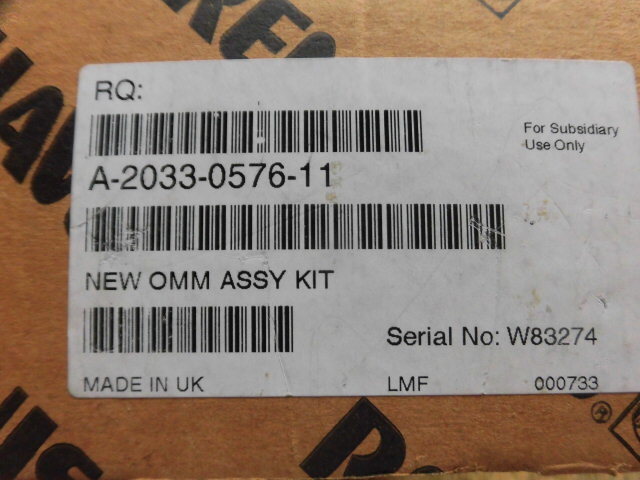 RQ:
For Subsidiary
Use Only
A-2033-0576-11
NEW OMM ASSY KIT
Serial No: W83274
MADE IN UK LMF 000733
®